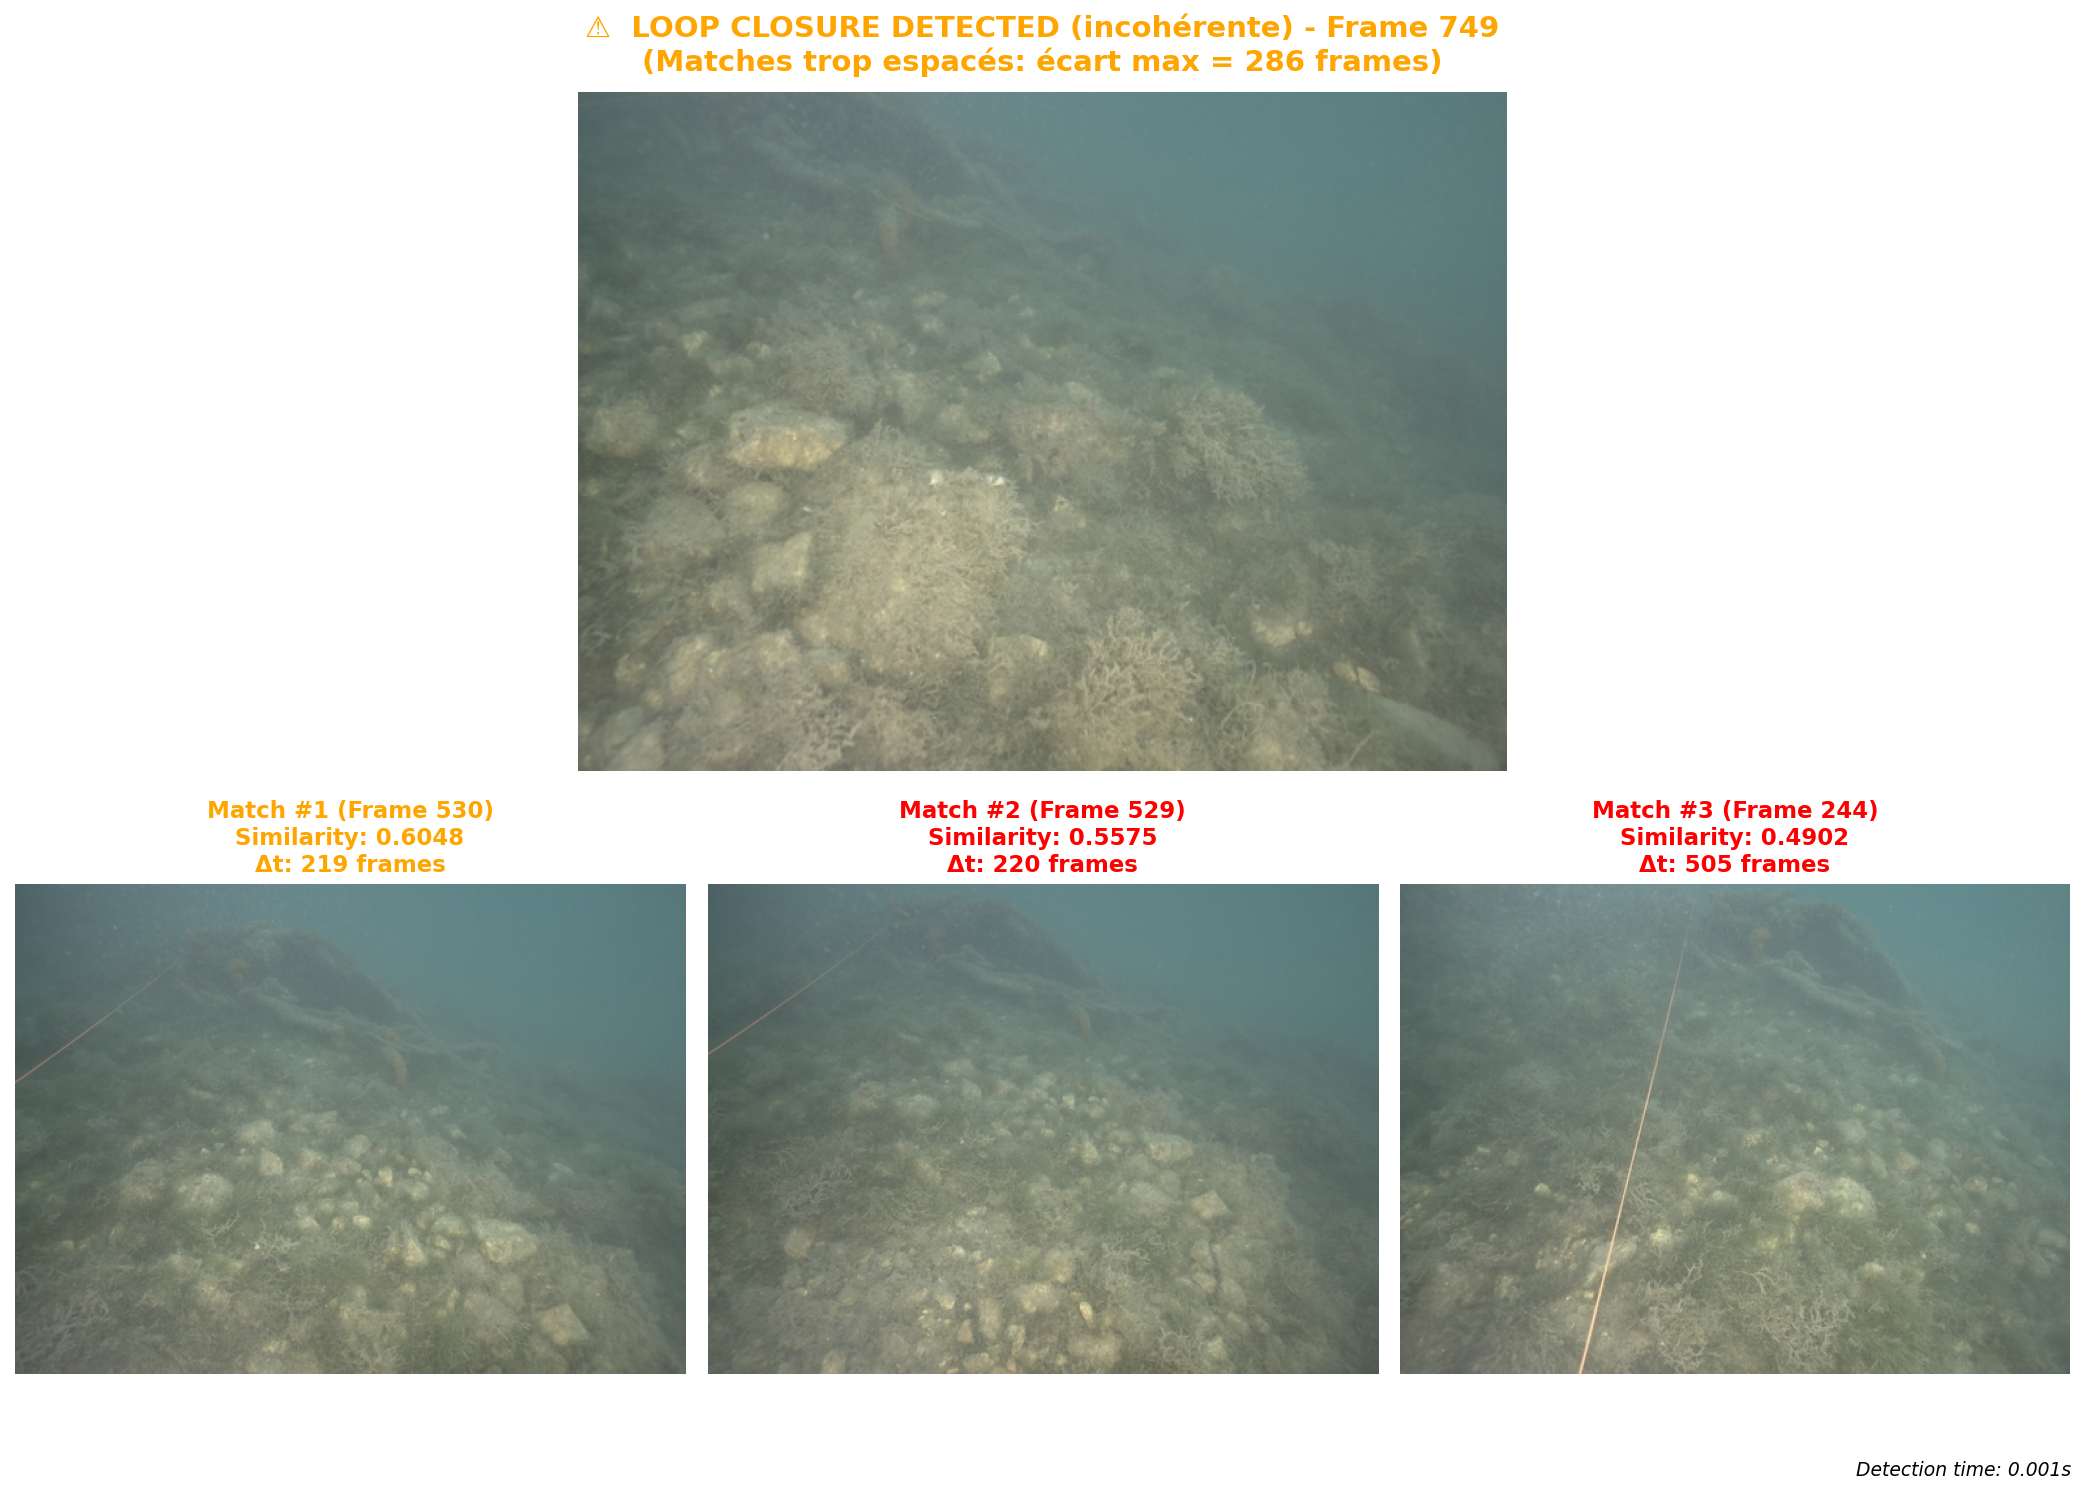 ⚠ LOOP CLOSURE DETECTED (incohérente) - Frame 749
(Matches trop espacés: écart max = 286 frames)
Match #1 (Frame 530)
Similarity: 0.6048
Δt: 219 frames
Match #2 (Frame 529)
Similarity: 0.5575
Δt: 220 frames
Match #3 (Frame 244)
Similarity: 0.4902
Δt: 505 frames
Detection time: 0.001s